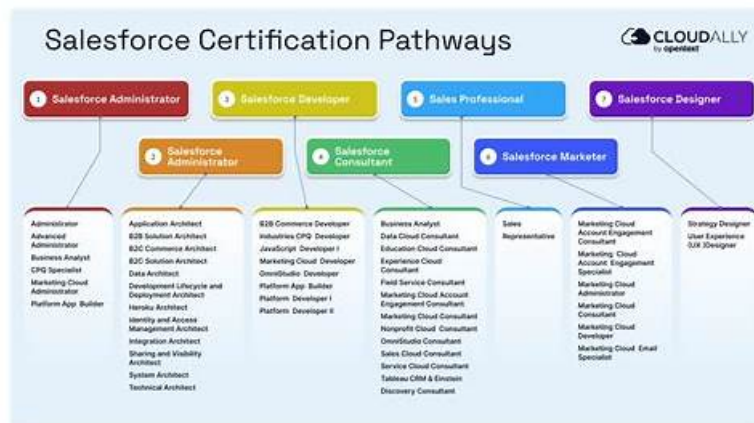 Salesforce Certification Pathways
CLOUDALLY
by opentext
1 Salesforce Administrator
3 Salesforce Developer
5 Sales Professional
7 Salesforce Designer
2 Salesforce
Administrator
4 Salesforce
Consultant
6 Salesforce Marketer
Administrator
Advanced
Administrator
Business Analyst
CPQ Specialist
Marketing Cloud
Administrator
Platform App Builder
Application Architect
B2B Solution Architect
B2C Commerce Architect
B2C Solution Architect
Data Architect
Development Lifecycle and
Deployment Architect
Heroku Architect
Identity and Access
Management Architect
Integration Architect
Sharing and Visibility
Architect
System Architect
Technical Architect
B2B Commerce Developer
Industries CPQ Developer
JavaScript Developer I
Marketing Cloud Developer
OmniStudio Developer
Platform App Builder
Platform Developer I
Platform Developer II
Business Analyst
Data Cloud Consultant
Education Cloud Consultant
Experience Cloud
Consultant
Field Service Consultant
Marketing Cloud Account
Engagement Consultant
Marketing Cloud Consultant
Nonprofit Cloud Consultant
OmniStudio Consultant
Sales Cloud Consultant
Service Cloud Consultant
Tableau CRM & Einstein
Discovery Consultant
Sales
Representative
Marketing Cloud
Account Engagement
Consultant
Marketing Cloud
Account Engagement
Specialist
Marketing Cloud
Administrator
Marketing Cloud
Consultant
Marketing Cloud
Developer
Marketing Cloud Email
Specialist
Strategy Designer
User Experience
(UX )Designer